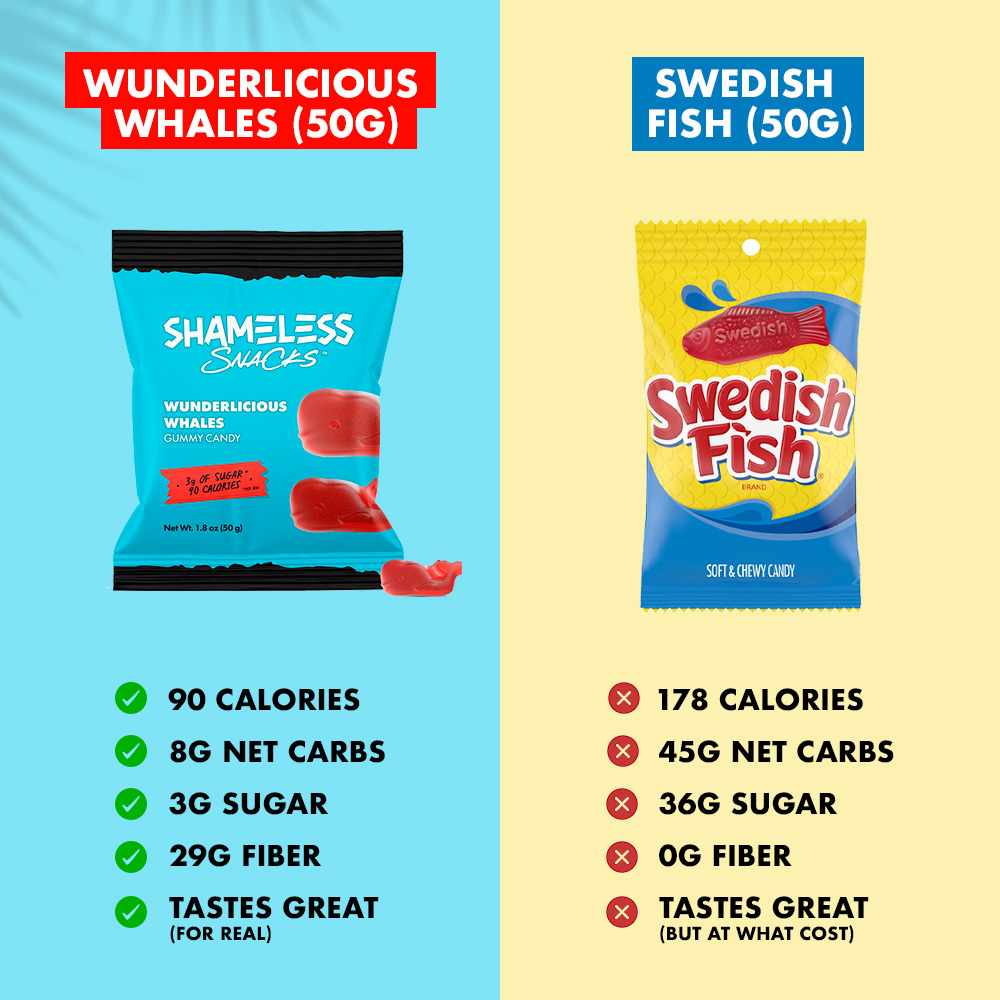 WUNDERLICIOUS
WHALES (50G)
SHAMELESS
SNACKS™
WUNDERLICIOUS
WHALES
GUMMY CANDY
3g OF SUGAR
90 CALORIES
Net Wt. 1.8 oz (50 g)
90 CALORIES
8G NET CARBS
3G SUGAR
29G FIBER
TASTES GREAT
(FOR REAL)
SWEDISH
FISH (50G)
Swedish
Swedish
Fish®
BRAND
SOFT & CHEWY CANDY
178 CALORIES
45G NET CARBS
36G SUGAR
0G FIBER
TASTES GREAT
(BUT AT WHAT COST)